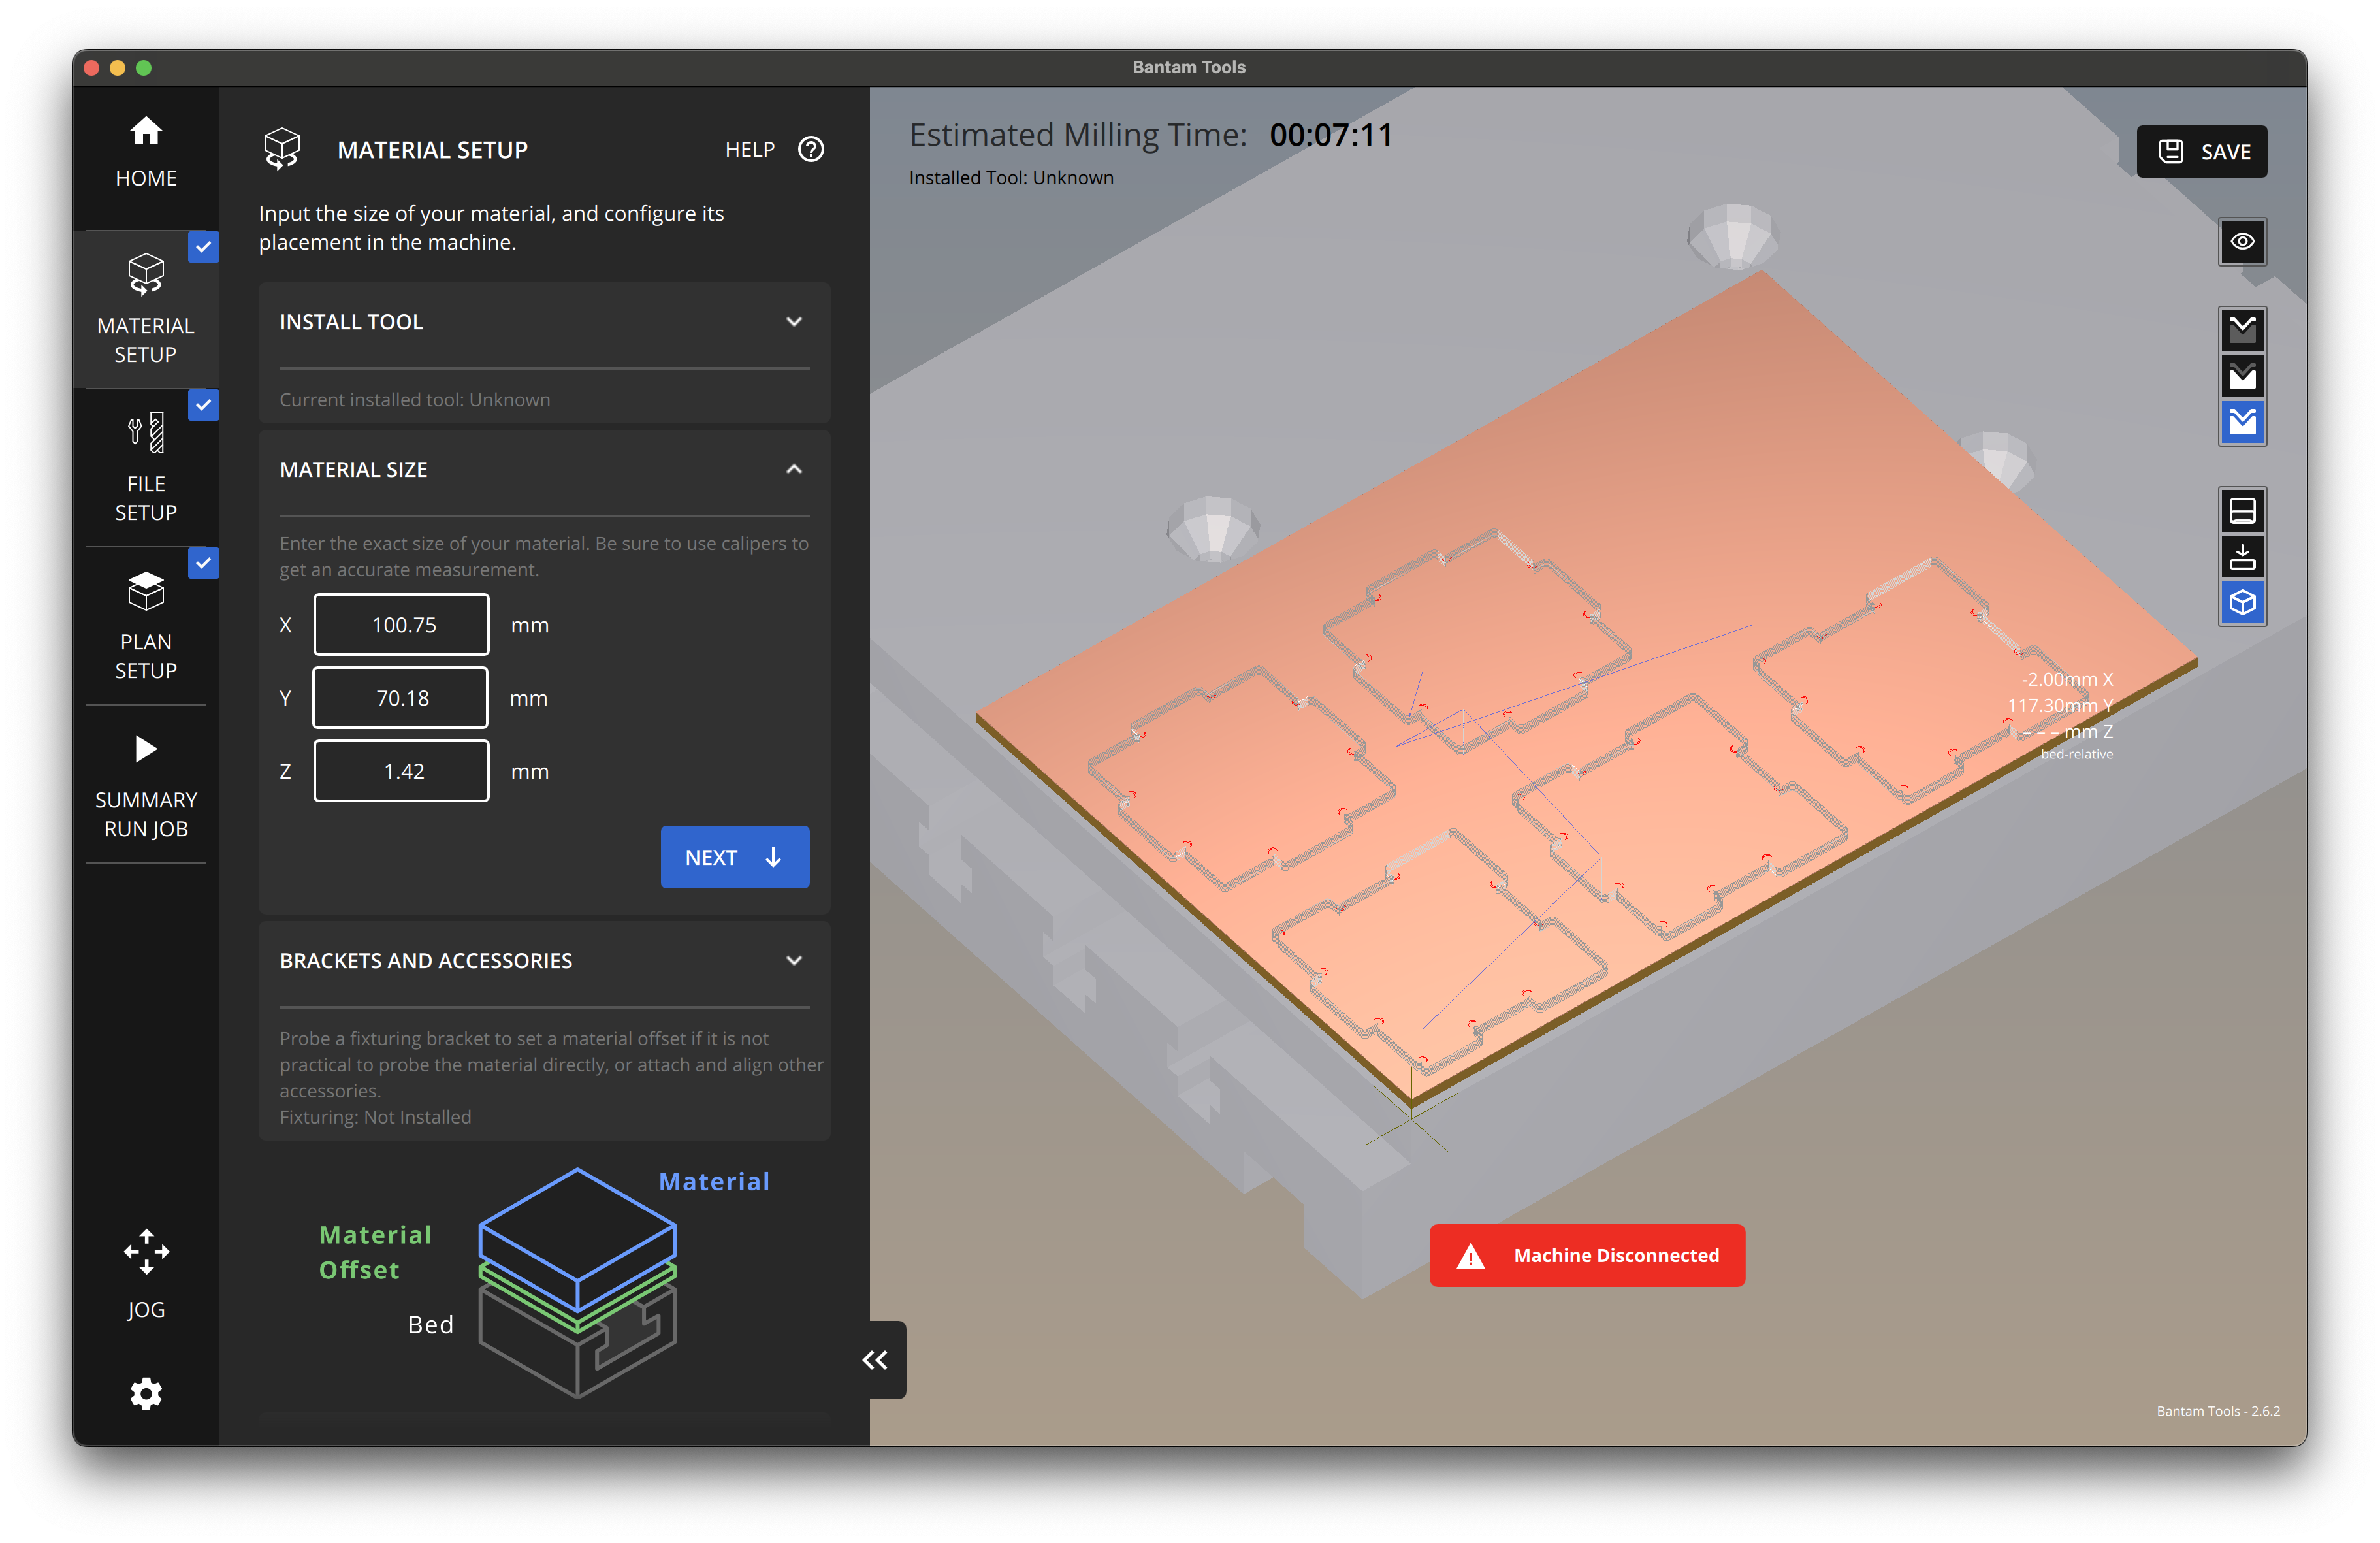 Bantam Tools
HOME
MATERIAL
SETUP
FILE
SETUP
PLAN
SETUP
SUMMARY
RUN JOB
JOG
MATERIAL SETUP
HELP
Input the size of your material, and configure its
placement in the machine.
INSTALL TOOL
Current installed tool: Unknown
MATERIAL SIZE
Enter the exact size of your material. Be sure to use calipers to
get an accurate measurement.
X 100.75 mm
Y 70.18 mm
Z 1.42 mm
NEXT
BRACKETS AND ACCESSORIES
Probe a fixturing bracket to set a material offset if it is not
practical to probe the material directly, or attach and align other
accessories.
Fixturing: Not Installed
Material
Material
Offset
Bed
Estimated Milling Time: 00:07:11
Installed Tool: Unknown
SAVE
-2.00mm X
117.30mm Y
---mm Z
bed-relative
Machine Disconnected
Bantam Tools - 2.6.2